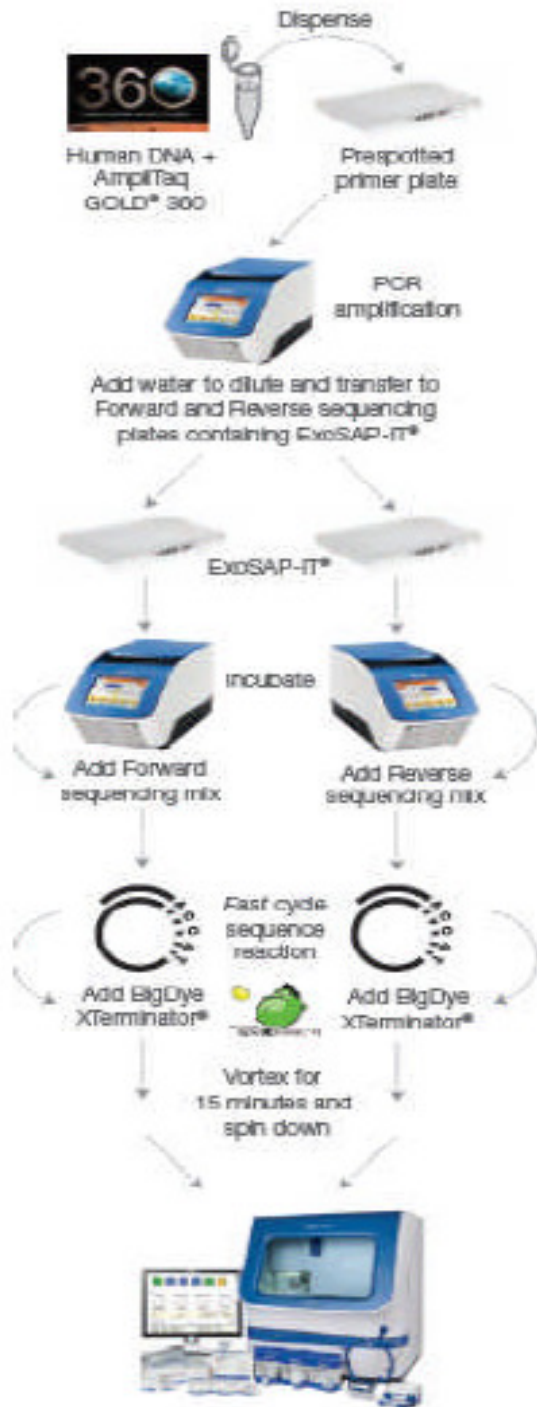 Dispense
360
Human DNA +
AmpliTaq
GOLD® 360
Prespotted
primer plate
PCR
amplification
Add water to dilute and transfer to
Forward and Reverse sequencing
plates containing ExoSAP-IT®
ExoSAP-IT®
Incubate
Add Forward
sequencing mix
Add Reverse
sequencing mix
Fast cycle
sequence
reaction
Add BigDye
XTerminator®
Add BigDye
XTerminator®
Vortex for
15 minutes and
spin down